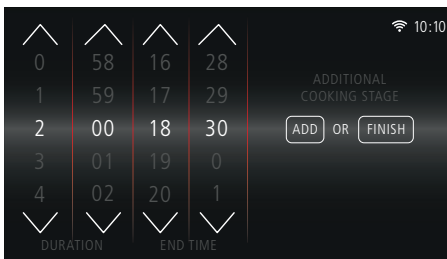 10:10
0 58 16 28
1 59 17 29
2 00 18 30
3 01 19 0
4 02 20 1
DURATION END TIME
ADDITIONAL
COOKING STAGE
ADD OR FINISH